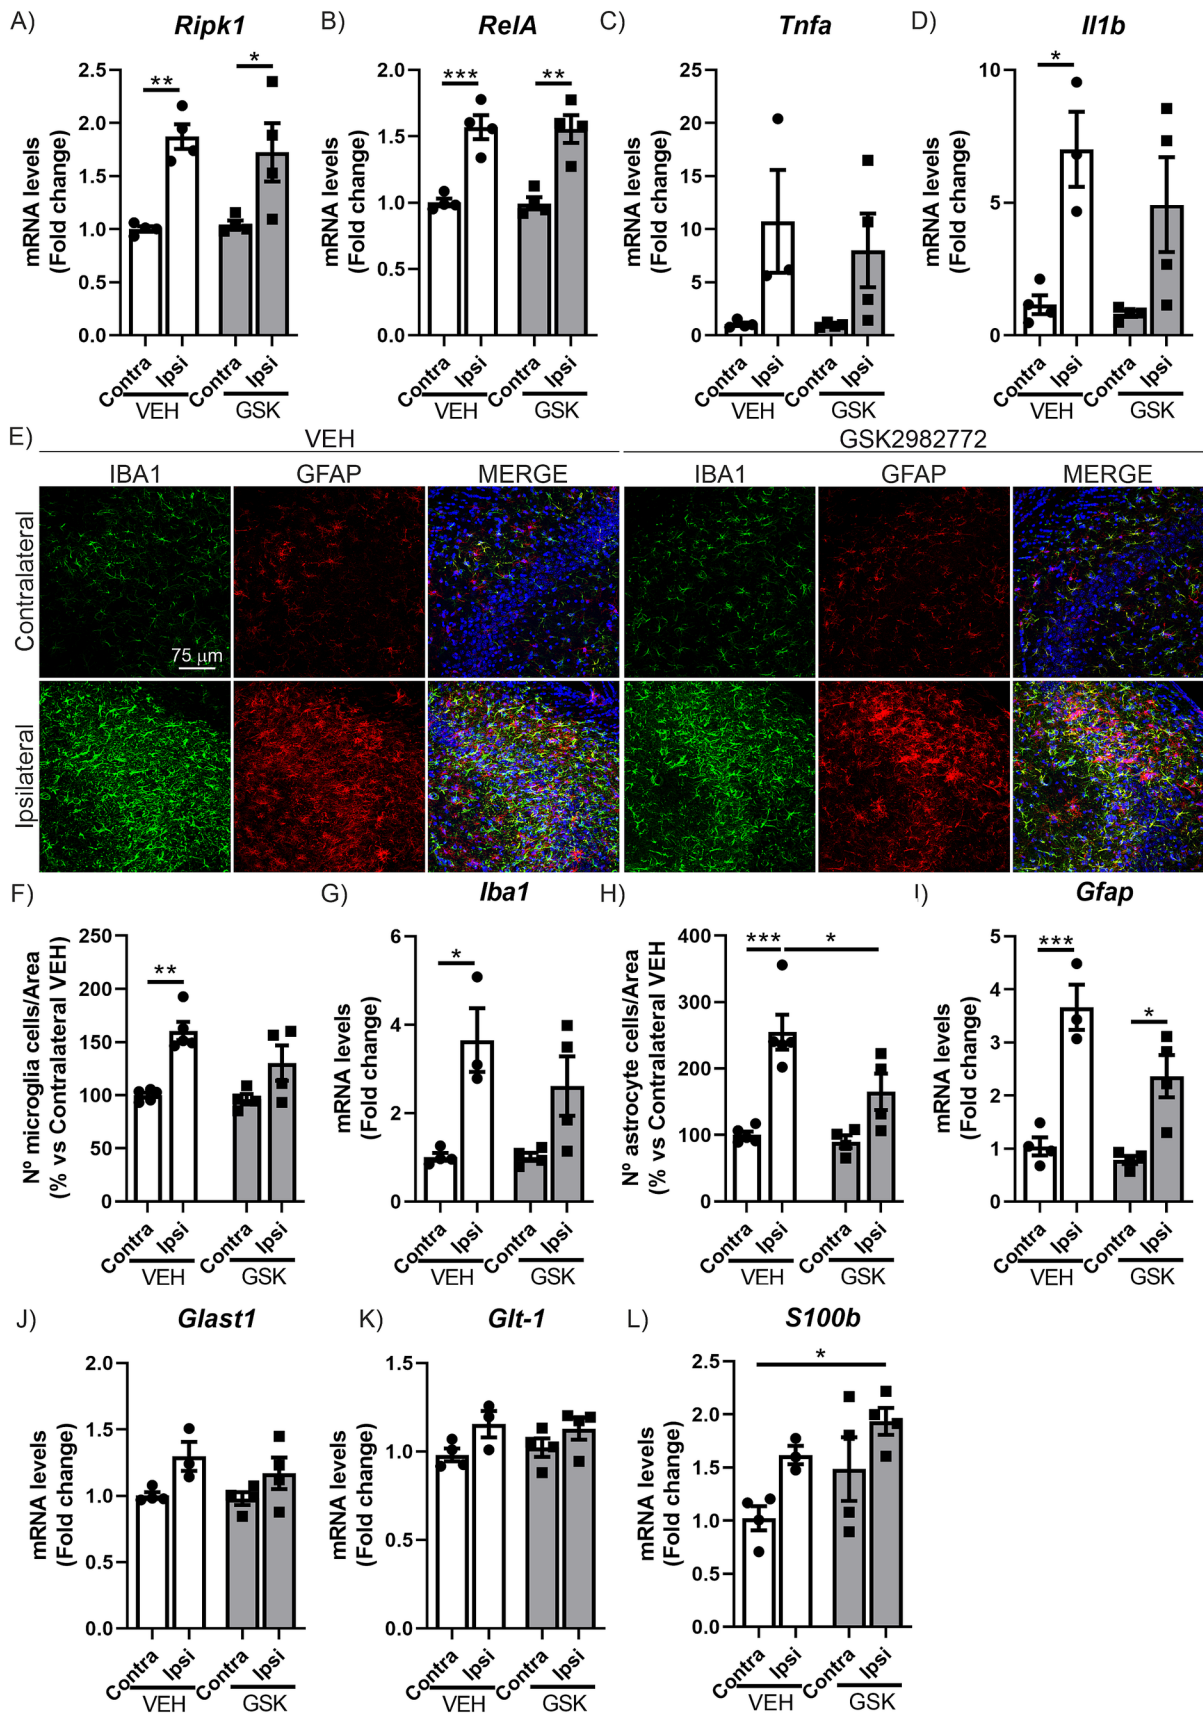 A) Ripk1
mRNA levels
(Fold change)
2.5
2.0
1.5
1.0
0.5
0.0
** *
Contra Ipsi Contra Ipsi
VEH GSK
B) RelA
mRNA levels
(Fold change)
2.0
1.5
1.0
0.5
0.0
*** **
Contra Ipsi Contra Ipsi
VEH GSK
C) Tnfa
mRNA levels
(Fold change)
25
20
15
10
5
0
Contra Ipsi Contra Ipsi
VEH GSK
D) Il1b
mRNA levels
(Fold change)
10
5
0
*
Contra Ipsi Contra Ipsi
VEH GSK
E)
VEH GSK2982772
IBA1 GFAP MERGE IBA1 GFAP MERGE
Contralateral
75 μm
Ipsilateral
F)
Nº microglia cells/Area
(% vs Contralateral VEH)
250
200
150
100
50
0
**
Contra Ipsi Contra Ipsi
VEH GSK
G) Iba1
mRNA levels
(Fold change)
6
4
2
0
*
Contra Ipsi Contra Ipsi
VEH GSK
H)
Nº astrocyte cells/Area
(% vs Contralateral VEH
400
300
200
100
0
*** *
Contra Ipsi Contra Ipsi
VEH GSK
I) Gfap
mRNA levels
(Fold change)
5
4
3
2
1
0
*** *
Contra Ipsi Contra Ipsi
VEH GSK
J) Glast1
mRNA levels
(Fold change)
2.0
1.5
1.0
0.5
0.0
Contra Ipsi Contra Ipsi
VEH GSK
K) Glt-1
mRNA levels
(Fold change)
1.5
1.0
0.5
0.0
Contra Ipsi Contra Ipsi
VEH GSK
L) S100b
mRNA levels
(Fold change)
2.5
2.0
1.5
1.0
0.5
0.0
*
Contra Ipsi Contra Ipsi
VEH GSK